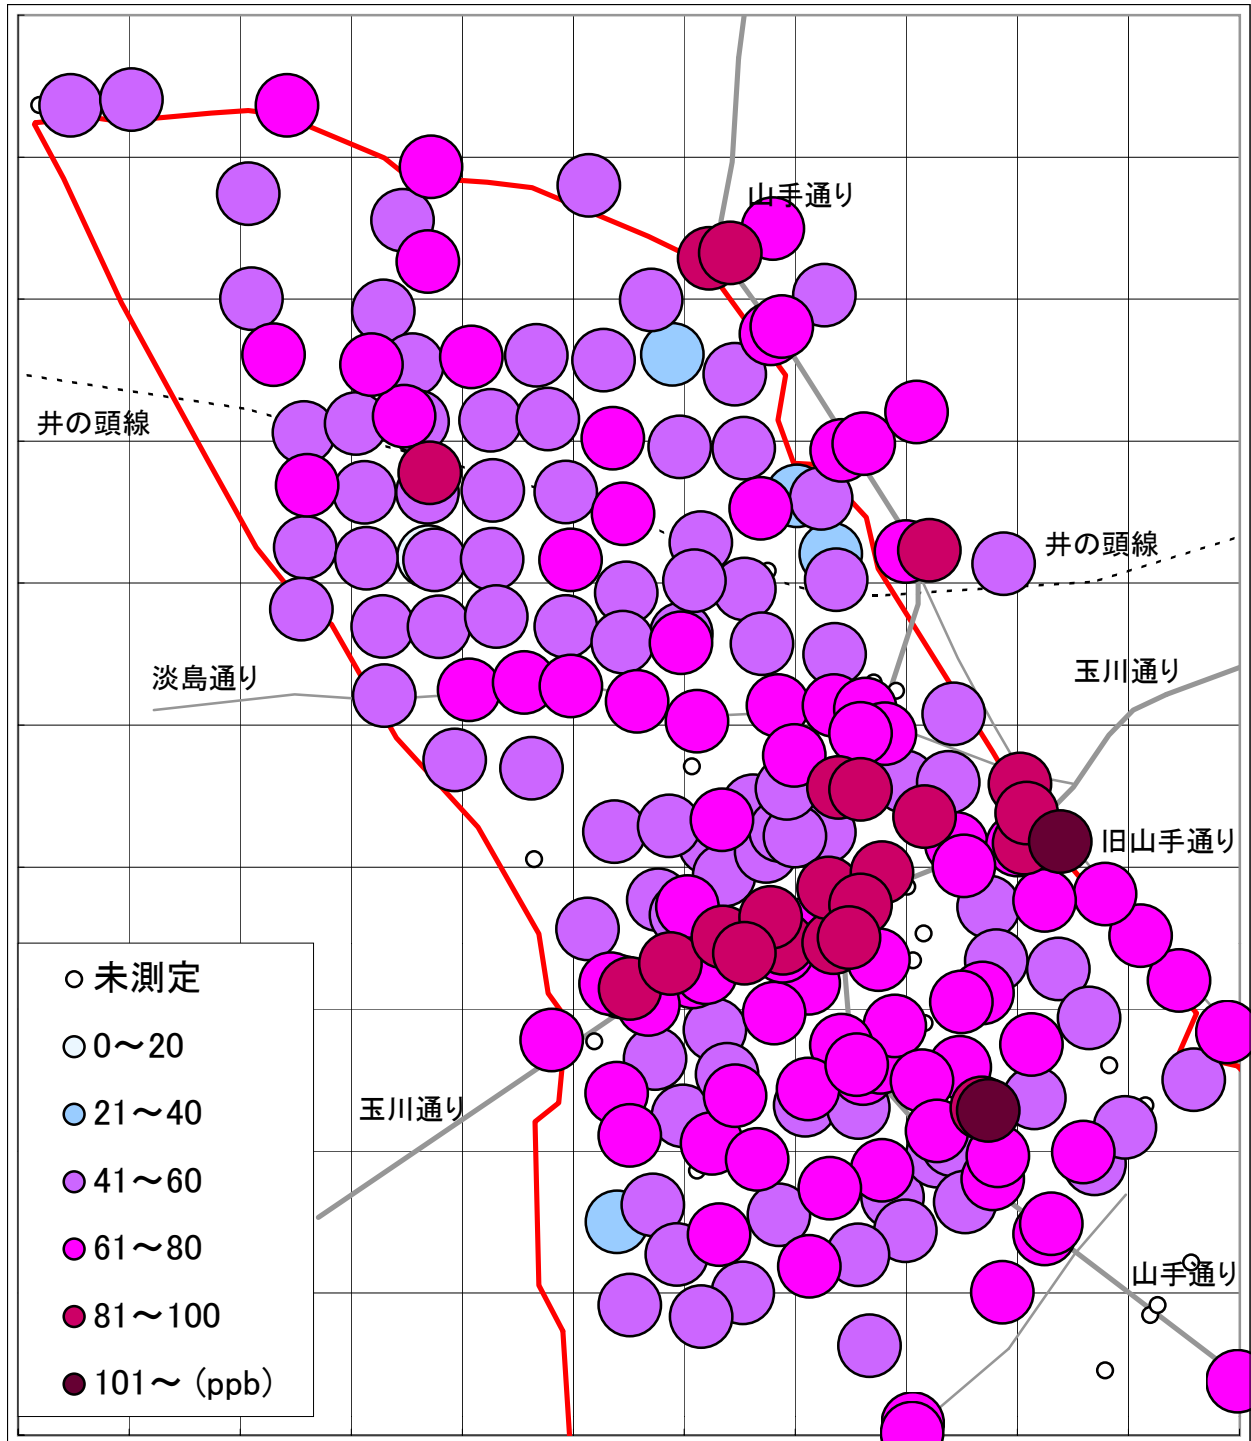 山手通り
井の頭線
井の頭線
淡島通り
玉川通り
旧山手通り
未測定
0～20
21～40
玉川通り
41～60
61～80
山手通り
81～100
101～ (ppb)